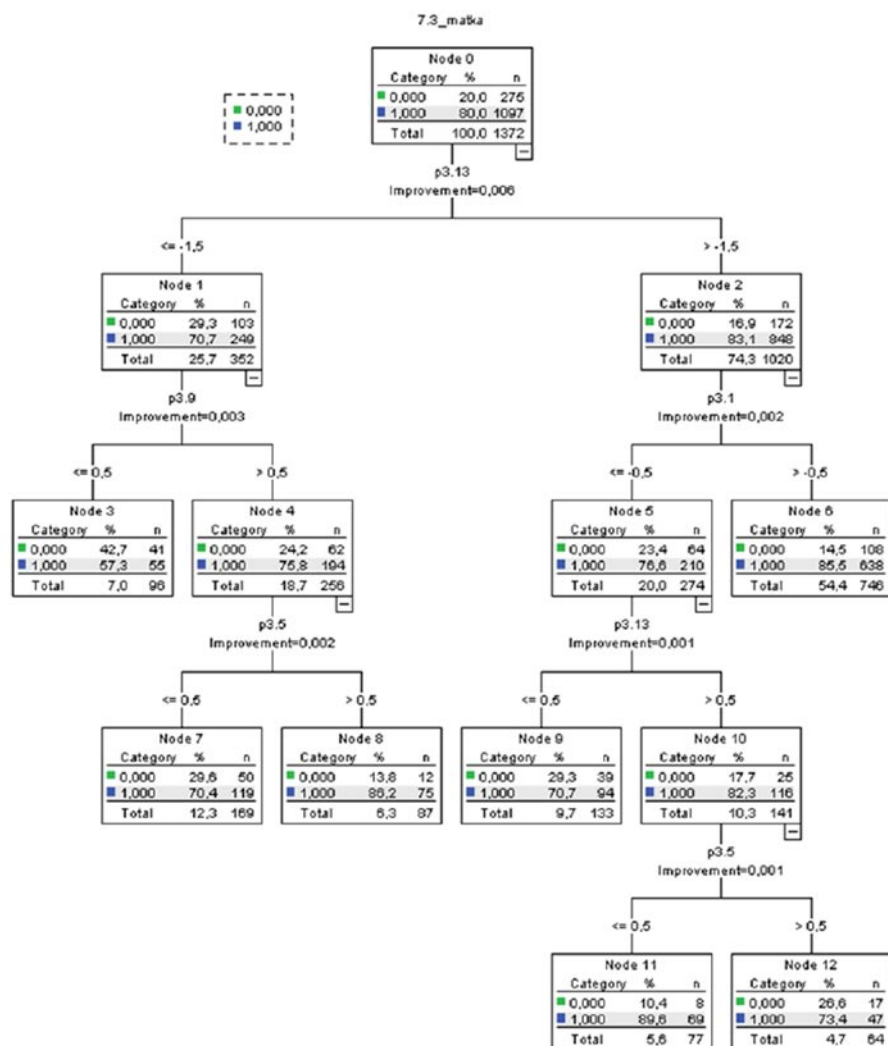 7.3_matka
Node 0
Category % n
0,000 20,0 275
1,000 80,0 1097
Total 100,0 1372
0,000
1,000
p3.13
Improvement=0,006
<= -1,5 > -1,5
Node 1 Node 2
Category % n Category % n
0,000 29,3 103 0,000 16,9 172
1,000 70,7 249 1,000 83,1 848
Total 25,7 352 Total 74,3 1020
p3.9 p3.1
Improvement=0,003 Improvement=0,002
<= 0,5 > 0,5 <= -0,5 > -0,5
Node 3 Node 4 Node 5 Node 6
Category % n Category % n Category % n Category % n
0,000 42,7 41 0,000 24,2 62 0,000 23,4 64 0,000 14,5 108
1,000 57,3 55 1,000 75,8 194 1,000 76,6 210 1,000 85,5 638
Total 7,0 96 Total 18,7 256 Total 20,0 274 Total 54,4 746
p3.5 p3.13
Improvement=0,002 Improvement=0,001
<= 0,5 > 0,5 <= 0,5 > 0,5
Node 7 Node 8 Node 9 Node 10
Category % n Category % n Category % n Category % n
0,000 29,6 50 0,000 13,8 12 0,000 29,3 39 0,000 17,7 25
1,000 70,4 119 1,000 86,2 75 1,000 70,7 94 1,000 82,3 116
Total 12,3 169 Total 6,3 87 Total 9,7 133 Total 10,3 141
p3.5
Improvement=0,001
<= 0,5 > 0,5
Node 11 Node 12
Category % n Category % n
0,000 10,4 8 0,000 26,6 17
1,000 89,6 69 1,000 73,4 47
Total 5,6 77 Total 4,7 64